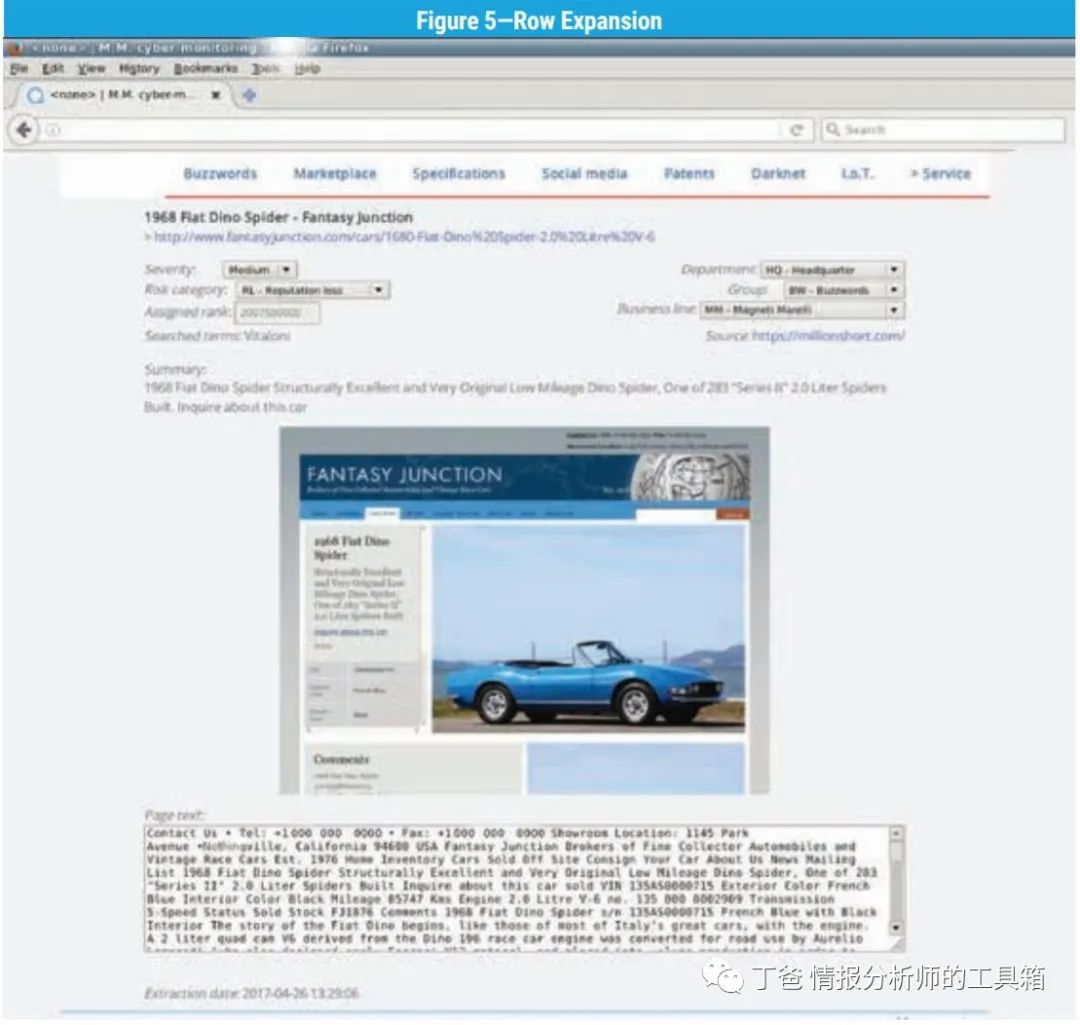 Figure 5—Row Expansion
<none> | M.M. cyber monitoring - Firefox
File Edit View History Bookmarks Tools Help
<none> | M.M. cyber-m...
Search
Buzzwords Marketplace Specifications Social media Patents Darknet I.o.T. > Service
1968 Fiat Dino Spider - Fantasy Junction
> http://www.fantasyjunction.com/cars/1680-Fiat-Dino%20Spider-2.0%20Litre%20V-6
Severity: Medium Department: HQ - Headquarter
Risk category: RL - Reputation loss Group: BW - Buzzwords
Assigned rank: Business line: MM - Magneti Marelli
Searched terms: Vitaloni Source: https://millionshort.com/
Summary:
1968 Fiat Dino Spider Structurally Excellent and Very Original Low Mileage Dino Spider, One of 283 "Series II" 2.0 Liter Spiders
Built. Inquire about this car
FANTASY JUNCTION
1968 Fiat Dino
Spider
Structurally Excellent
and Very Original Low
Mileage Dino Spider,
One of 283 "Series II"
2.0 Liter Spiders Built
Inquire about this car
Comments
Page text:
Contact Us • Tel: +1000 000 0000 • Fax: +1000 000 0000 Showroom Location: 1145 Park
Avenue •Nothingville, California 94608 USA Fantasy Junction Brokers of Fine Collector Automobiles and
Vintage Race Cars Est. 1976 Home Inventory Cars Sold Off Site Consign Your Car About Us News Mailing
List 1968 Fiat Dino Spider Structurally Excellent and Very Original Low Mileage Dino Spider, One of 283
"Series II" 2.0 Liter Spiders Built Inquire about this car sold VIN 135AS0000715 Exterior Color French
Blue Interior Color Black Mileage 85747 Kms Engine 2.0 Litre V-6 no. 135 000 0002909 Transmission
5-Speed Status Sold Stock FJ1876 Comments 1968 Fiat Dino Spider s/n 135AS0000715 French Blue with Black
Interior The story of the Fiat Dino begins, like those of most of Italy's great cars, with the engine.
A 2 liter quad cam V6 derived from the Dino 196 race car engine was converted for road use by Aurelio
Extraction date: 2017-04-26 13:29:06
丁爸 情报分析师的工具箱